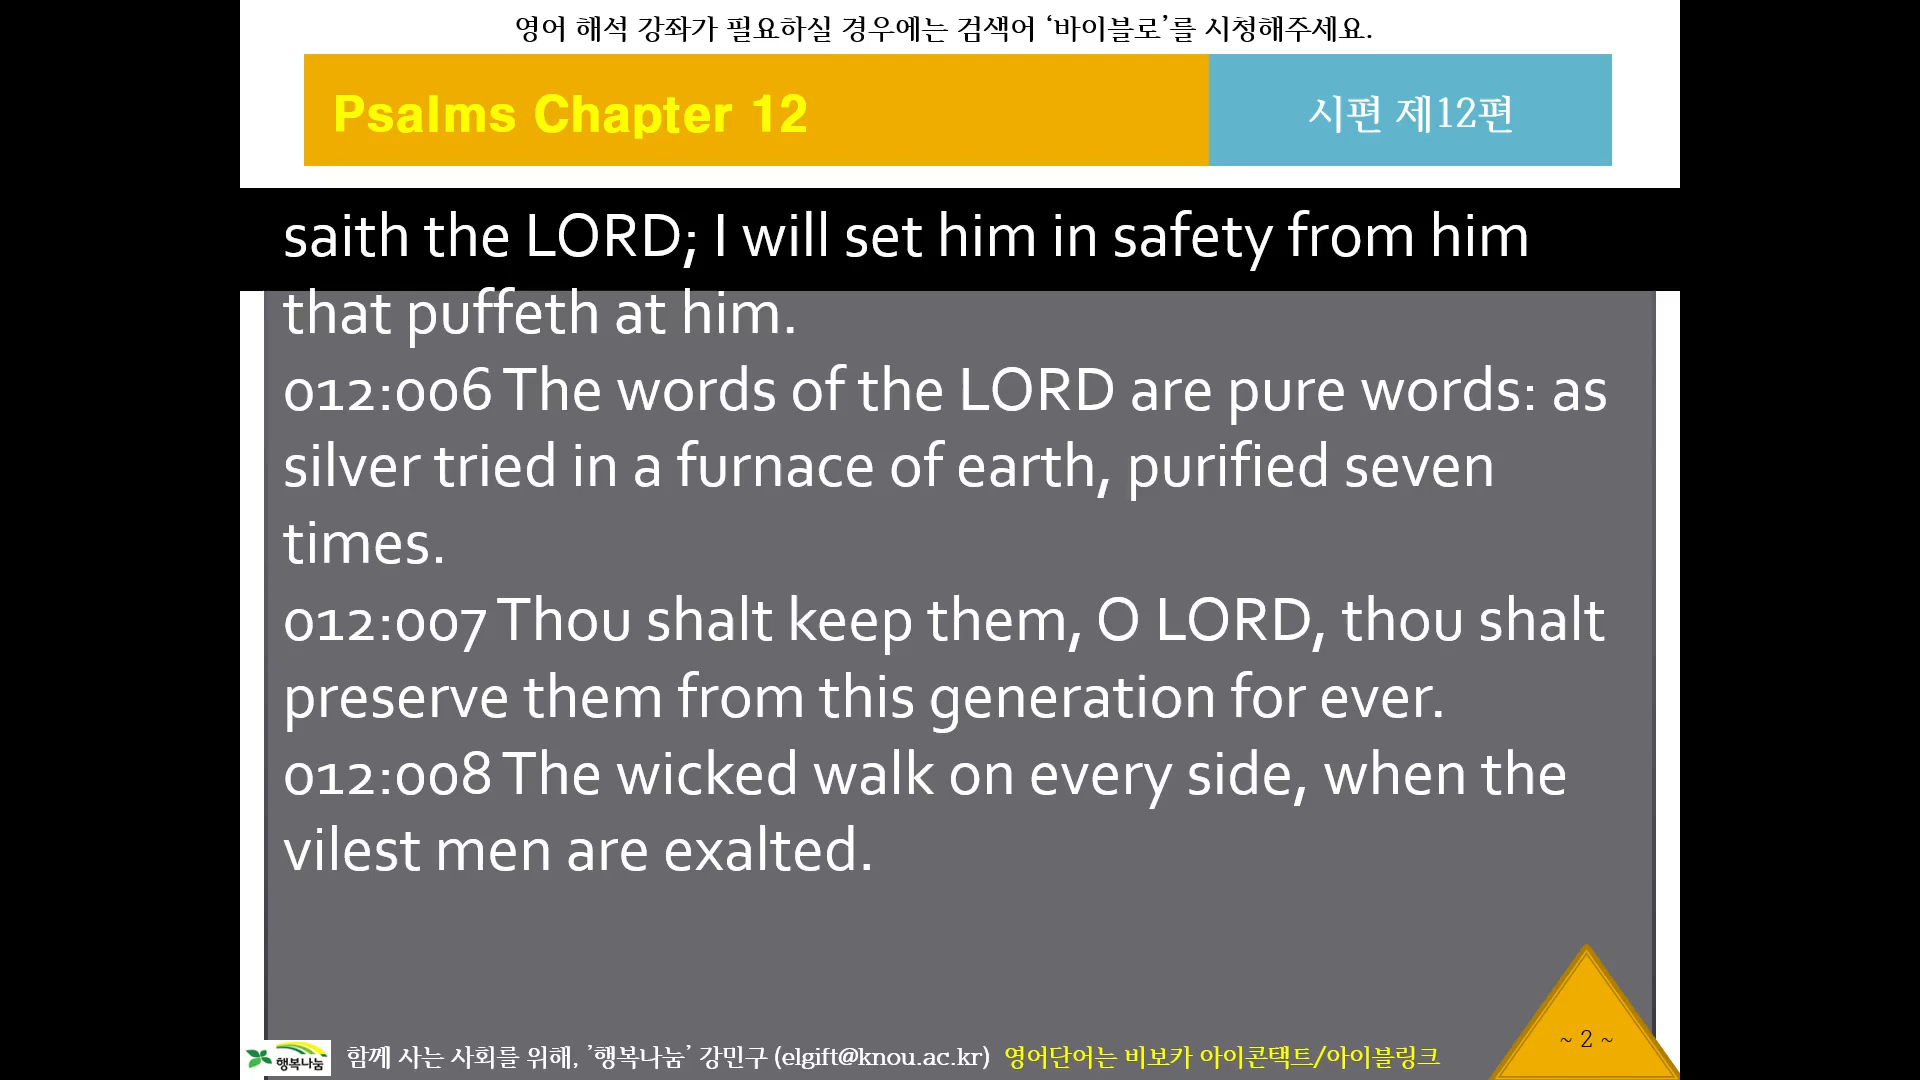 영어 해석 강좌가 필요하실 경우에는 검색어 ‘바이블로’를 시청해주세요.
Psalms Chapter 12
시편 제12편
saith the LORD; I will set him in safety from him
that puffeth at him.
012:006 The words of the LORD are pure words: as
silver tried in a furnace of earth, purified seven
times.
012:007 Thou shalt keep them, O LORD, thou shalt
preserve them from this generation for ever.
012:008 The wicked walk on every side, when the
vilest men are exalted.
~ 2 ~
행복나눔
함께 사는 사회를 위해, ’행복나눔’ 강민구 (elgift@knou.ac.kr) 영어단어는 비보카 아이콘택트/아이블링크